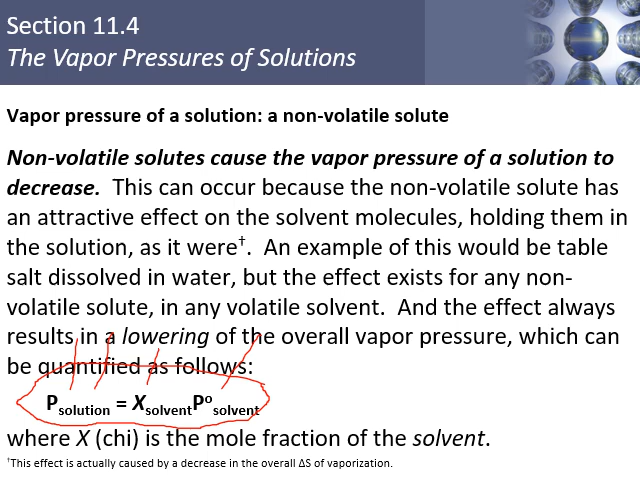 Section 11.4
The Vapor Pressures of Solutions
Vapor pressure of a solution: a non-volatile solute
Non-volatile solutes cause the vapor pressure of a solution to
decrease. This can occur because the non-volatile solute has
an attractive effect on the solvent molecules, holding them in
the solution, as it were†. An example of this would be table
salt dissolved in water, but the effect exists for any non-
volatile solute, in any volatile solvent. And the effect always
results in a lowering of the overall vapor pressure, which can
be quantified as follows:
Psolution = XsolventPosolvent
where X (chi) is the mole fraction of the solvent.
†This effect is actually caused by a decrease in the overall ΔS of vaporization.